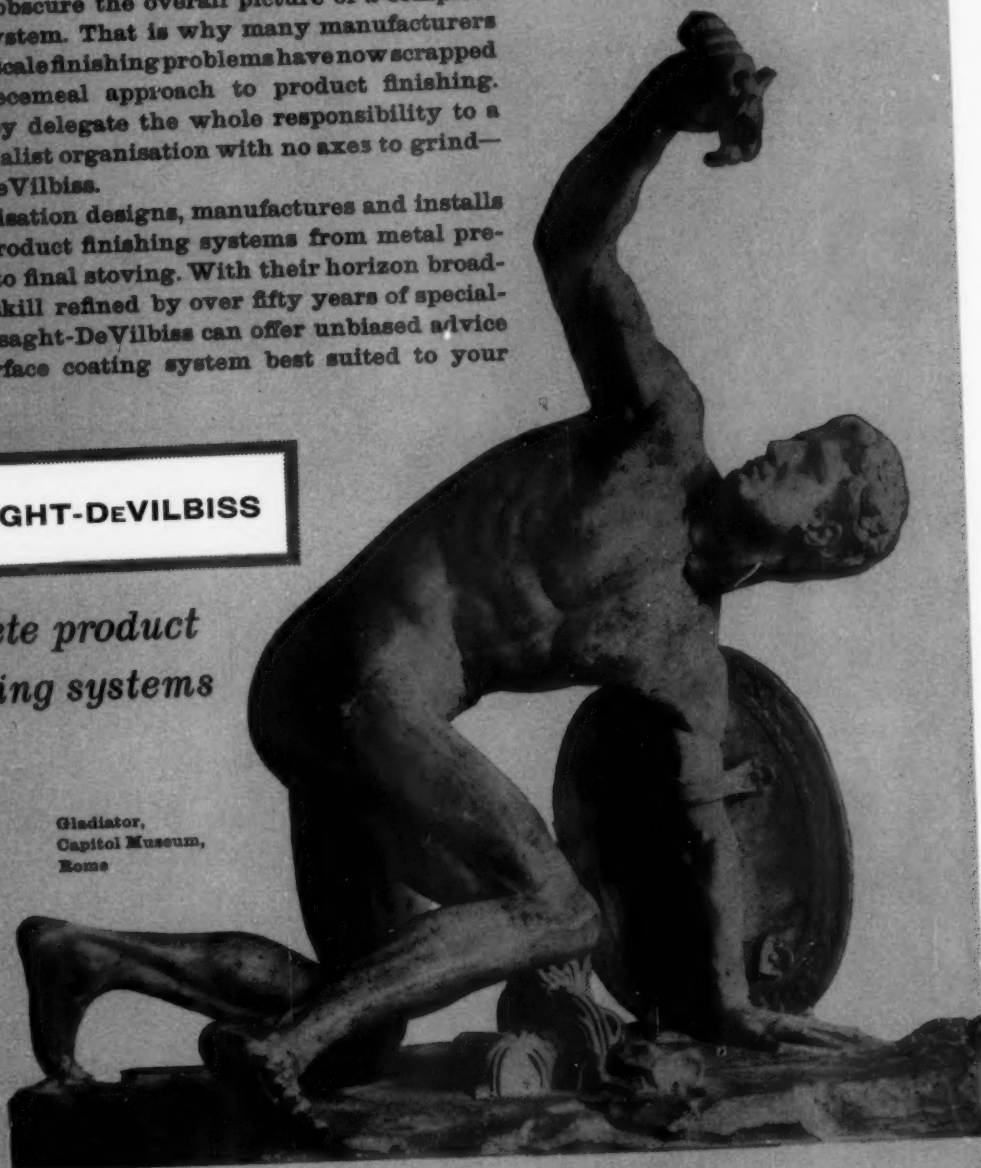 obscure the overall picture of a
ystem. That is why many manufacturers
scale finishing problems have now scrapped
ecemeal approach to product finishing.
y delegate the whole responsibility to a
alist organisation with no axes to grind—
eVilbiss.
isation designs, manufactures and installs
roduct finishing systems from metal pre-
to final stoving. With their horizon broad-
skill refined by over fifty years of special-
saght-DeVilbiss can offer unbiased advice
rface coating system best suited to your
GHT-DEVILBISS
ete product
ing systems
Gladiator,
Capitol Museum,
Rome